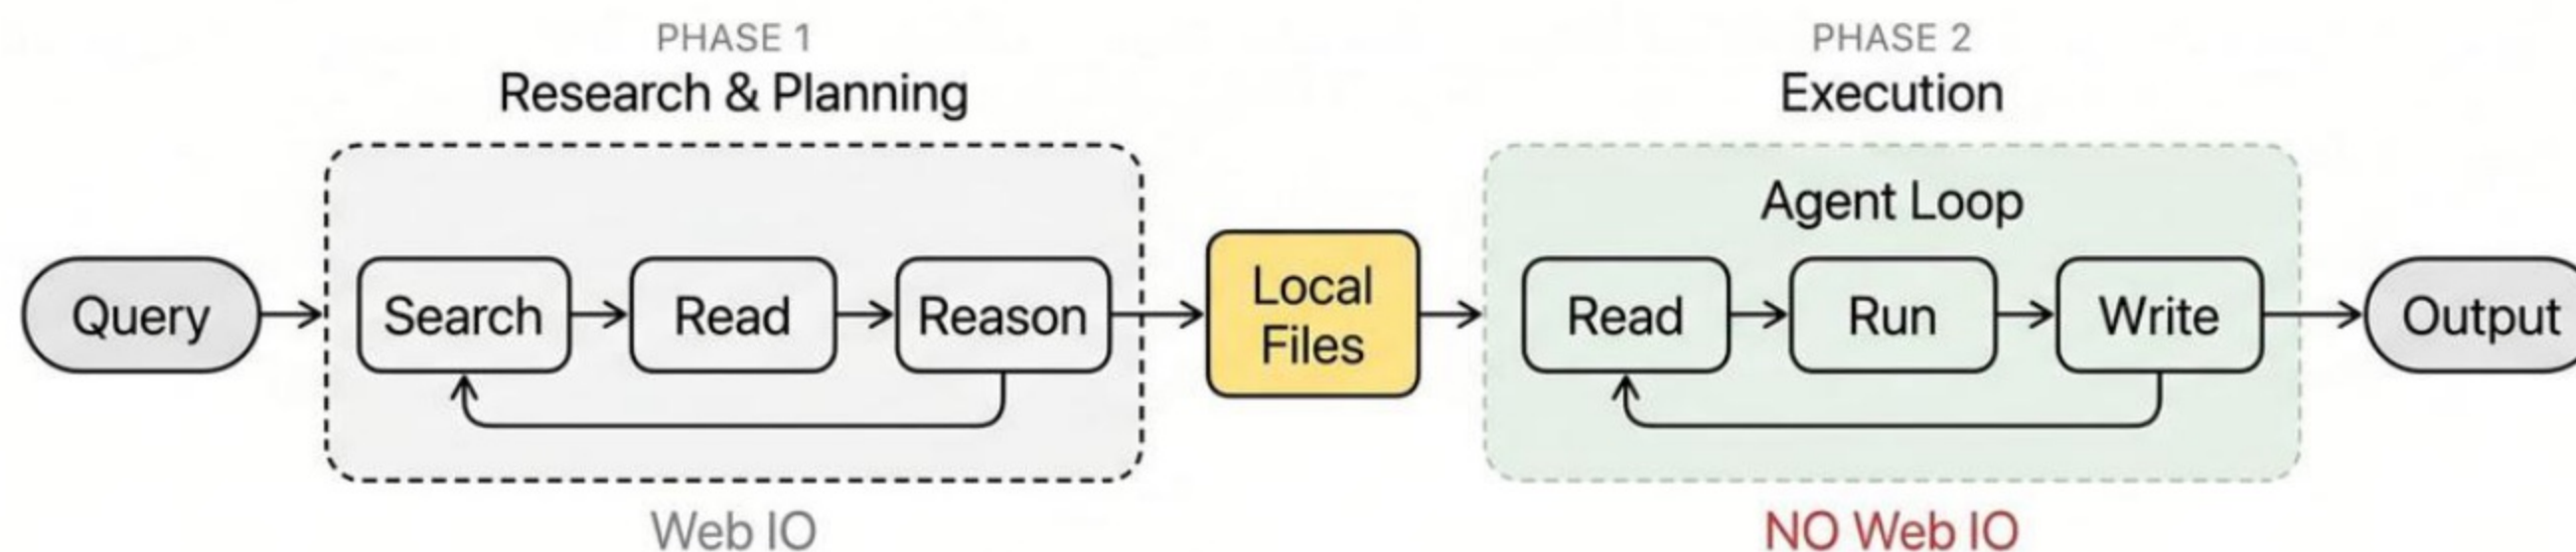 PHASE 1
Research & Planning
PHASE 2
Execution
Query
Search
Read
Reason
Web IO
Local
Files
Agent Loop
Read
Run
Write
NO Web IO
Output